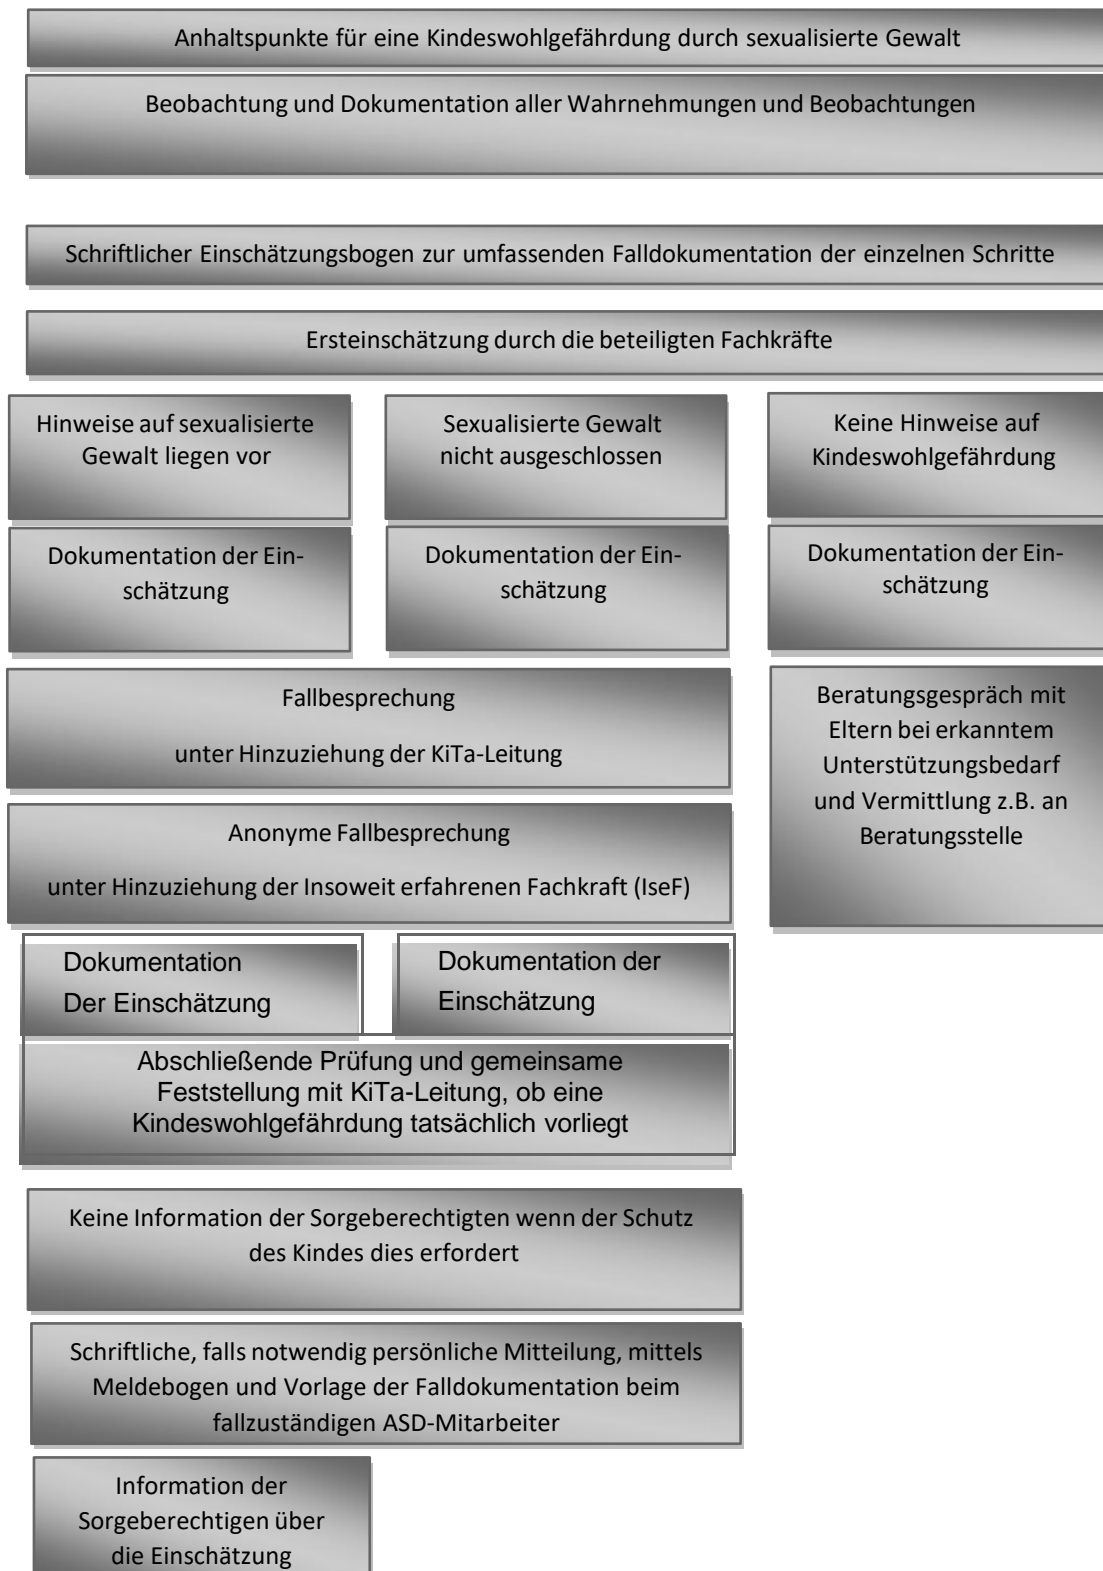 Anhaltspunkte für eine Kindeswohlgefährdung durch sexualisierte Gewalt
Beobachtung und Dokumentation aller Wahrnehmungen und Beobachtungen
Schriftlicher Einschätzungsbogen zur umfassenden Falldokumentation der einzelnen Schritte
Ersteinschätzung durch die beteiligten Fachkräfte
Hinweise auf sexualisierte
Gewalt liegen vor
Sexualisierte Gewalt
nicht ausgeschlossen
Keine Hinweise auf
Kindeswohlgefährdung
Dokumentation der Ein-
schätzung
Dokumentation der Ein-
schätzung
Dokumentation der Ein-
schätzung
Fallbesprechung
unter Hinzuziehung der KiTa-Leitung
Beratungsgespräch mit
Eltern bei erkanntem
Unterstützungsbedarf
und Vermittlung z.B. an
Beratungsstelle
Anonyme Fallbesprechung
unter Hinzuziehung der Insoweit erfahrenen Fachkraft (IseF)
Dokumentation
Der Einschätzung
Dokumentation der
Einschätzung
Abschließende Prüfung und gemeinsame
Feststellung mit KiTa-Leitung, ob eine
Kindeswohlgefährdung tatsächlich vorliegt
Keine Information der Sorgeberechtigten wenn der Schutz
des Kindes dies erfordert
Schriftliche, falls notwendig persönliche Mitteilung, mittels
Meldebogen und Vorlage der Falldokumentation beim
fallzuständigen ASD-Mitarbeiter
Information der
Sorgeberechtigen über
die Einschätzung